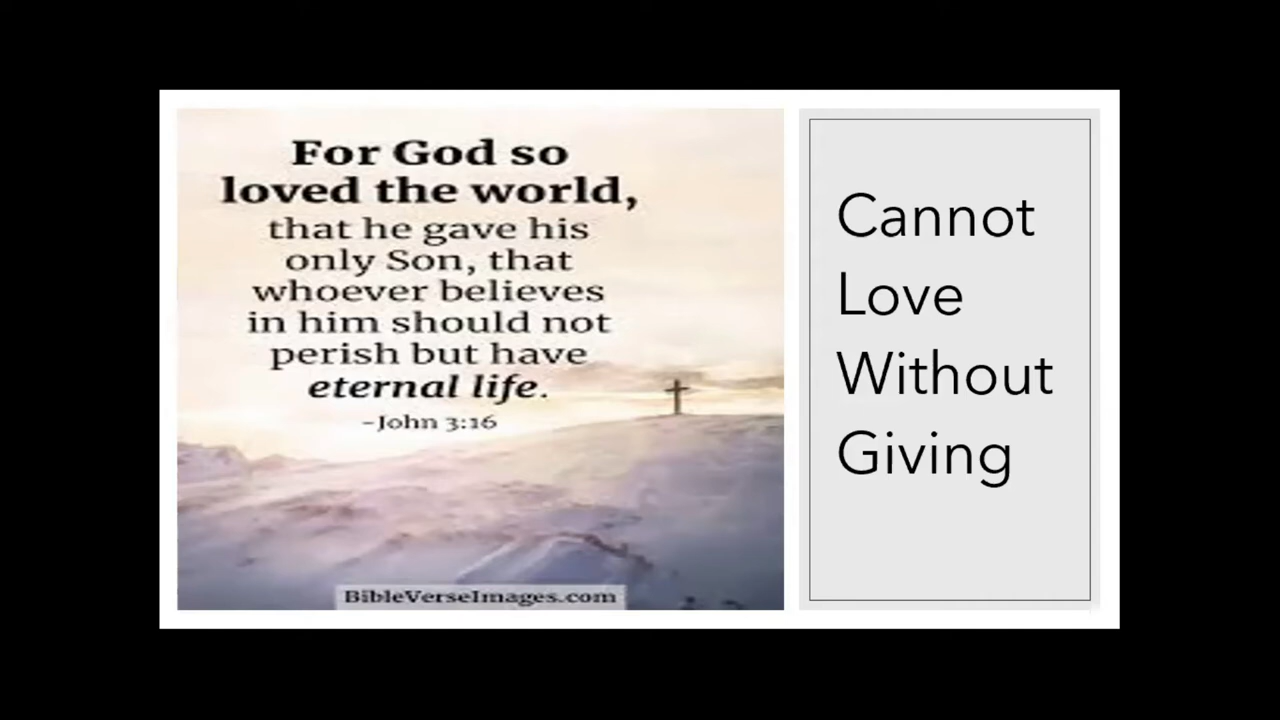 For God so
loved the world,
that he gave his
only Son, that
whoever believes
in him should not
perish but have
eternal life.
-John 3:16
BibleVerseImages.com
Cannot
Love
Without
Giving